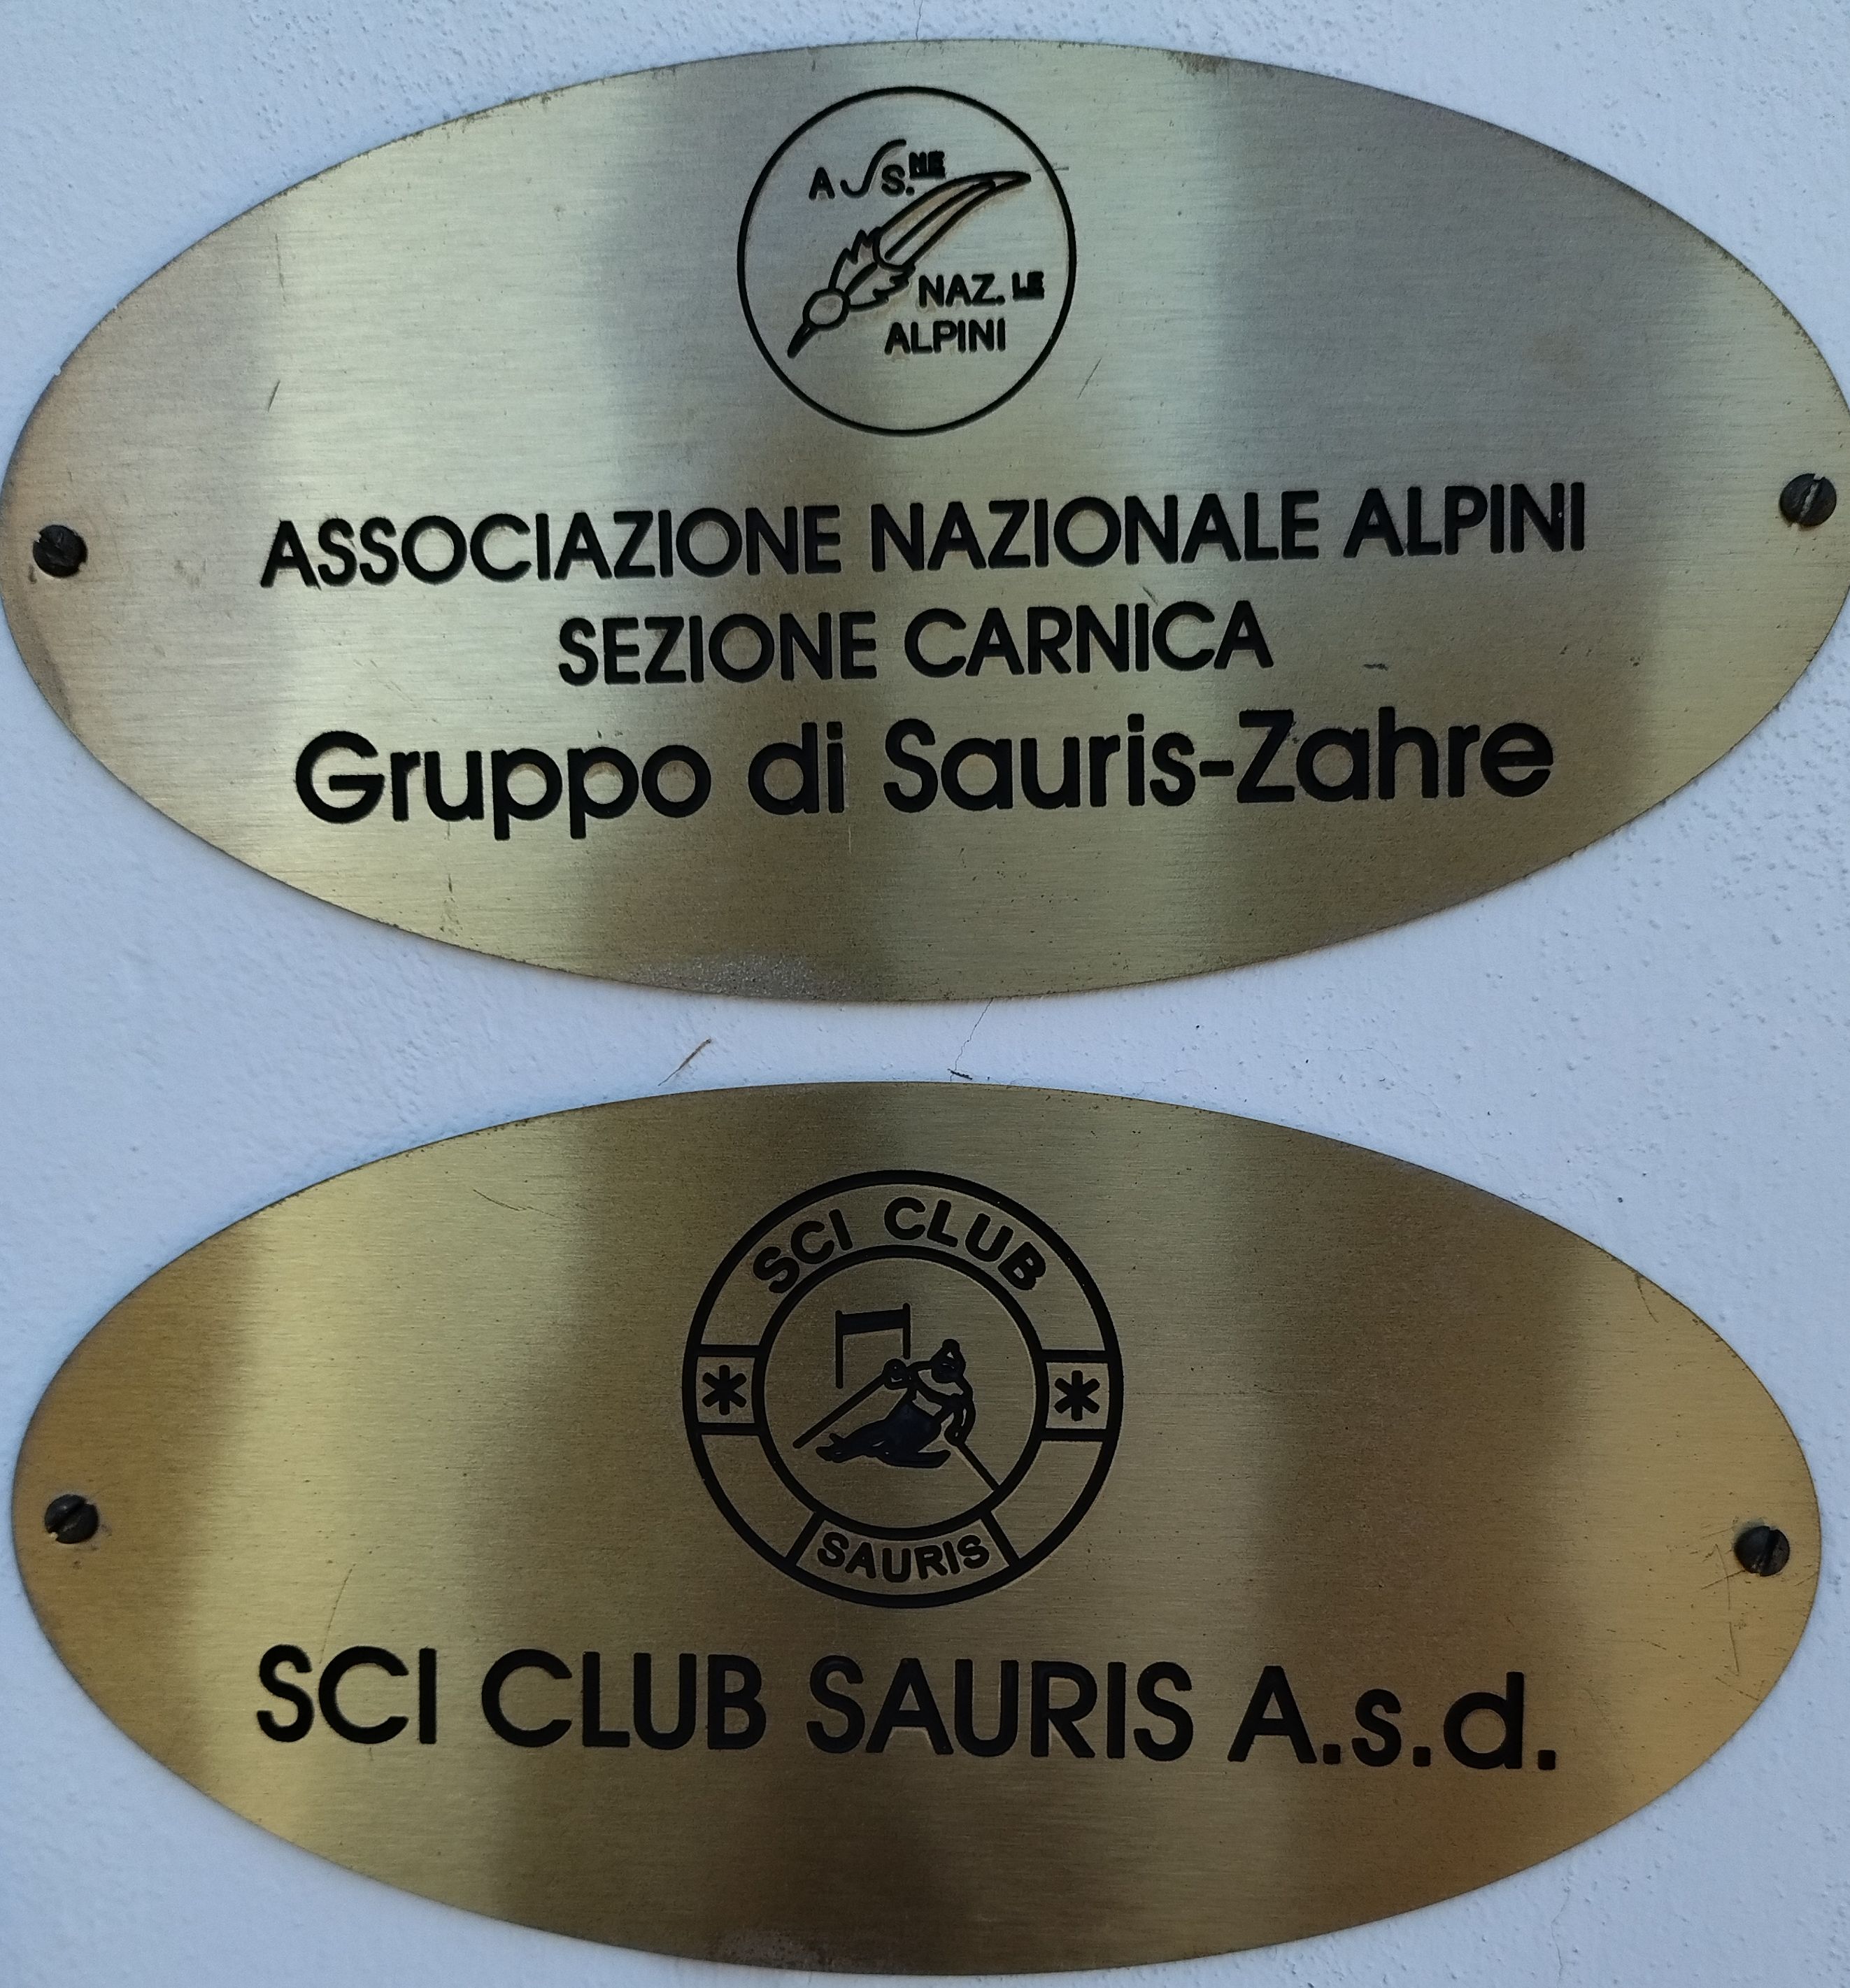 A SS.NE
NAZ.LE
ALPINI
ASSOCIAZIONE NAZIONALE ALPINI
SEZIONE CARNICA
Gruppo di Sauris-Zahre
SCI CLUB
* *
SAURIS
SCI CLUB SAURIS A.s.d.